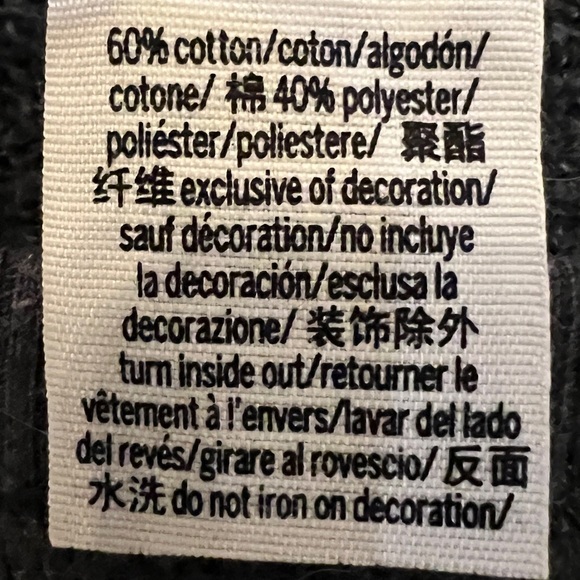 60% cotton/coton/algodón/
cotone/ 棉 40% polyester/
poliéster/poliestere/ 聚酯
纤维 exclusive of decoration/
sauf décoration/no incluye
la decoración/esclusa la
decorazione/ 装饰除外
turn inside out/retourner le
vêtement à l'envers/lavar del lado
del revés/girare al rovescio/ 反面
水洗 do not iron on decoration/